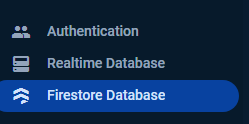 Authentication
Realtime Database
Firestore Database